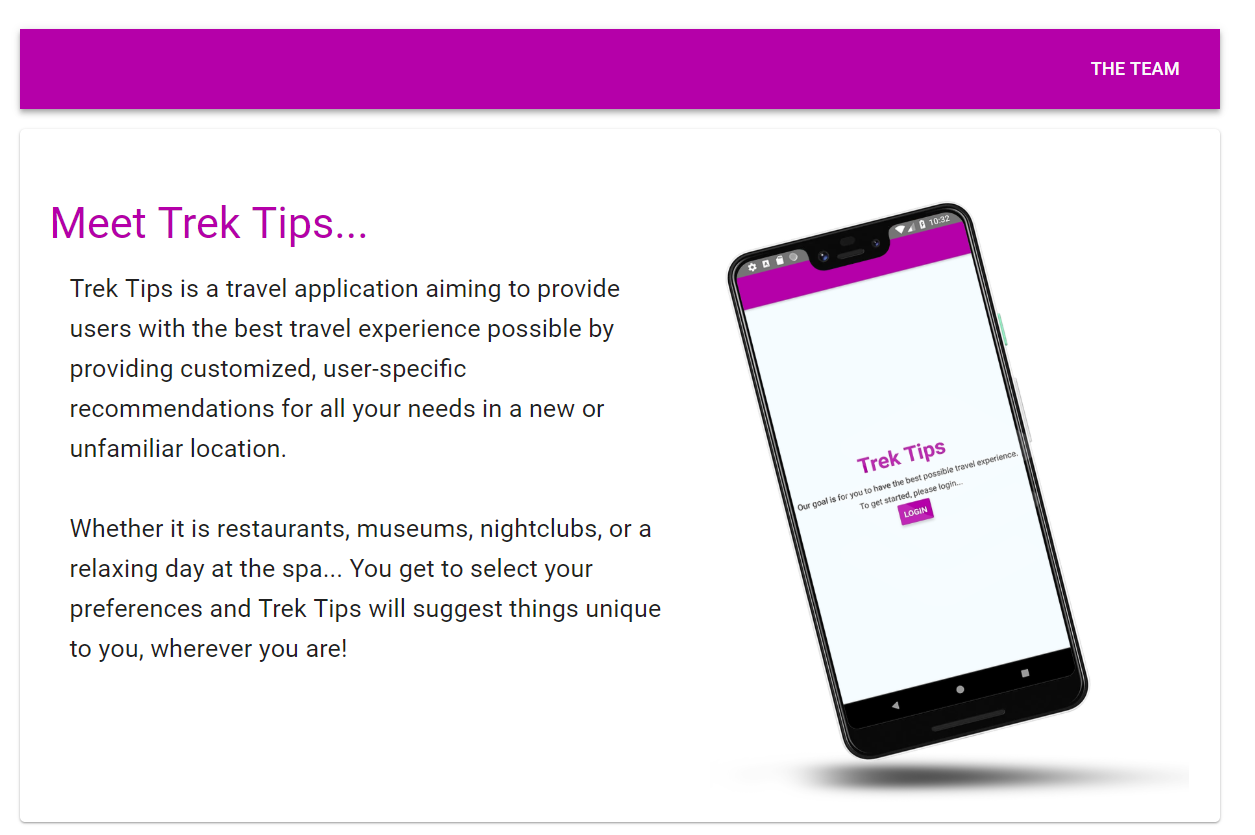 THE TEAM
Meet Trek Tips...
Trek Tips is a travel application aiming to provide
users with the best travel experience possible by
providing customized, user-specific
recommendations for all your needs in a new or
unfamiliar location.
Whether it is restaurants, museums, nightclubs, or a
relaxing day at the spa... You get to select your
preferences and Trek Tips will suggest things unique
to you, wherever you are!
10:32
Trek Tips
Our goal is for you to have the best possible travel experience.
To get started, please login...
LOGIN